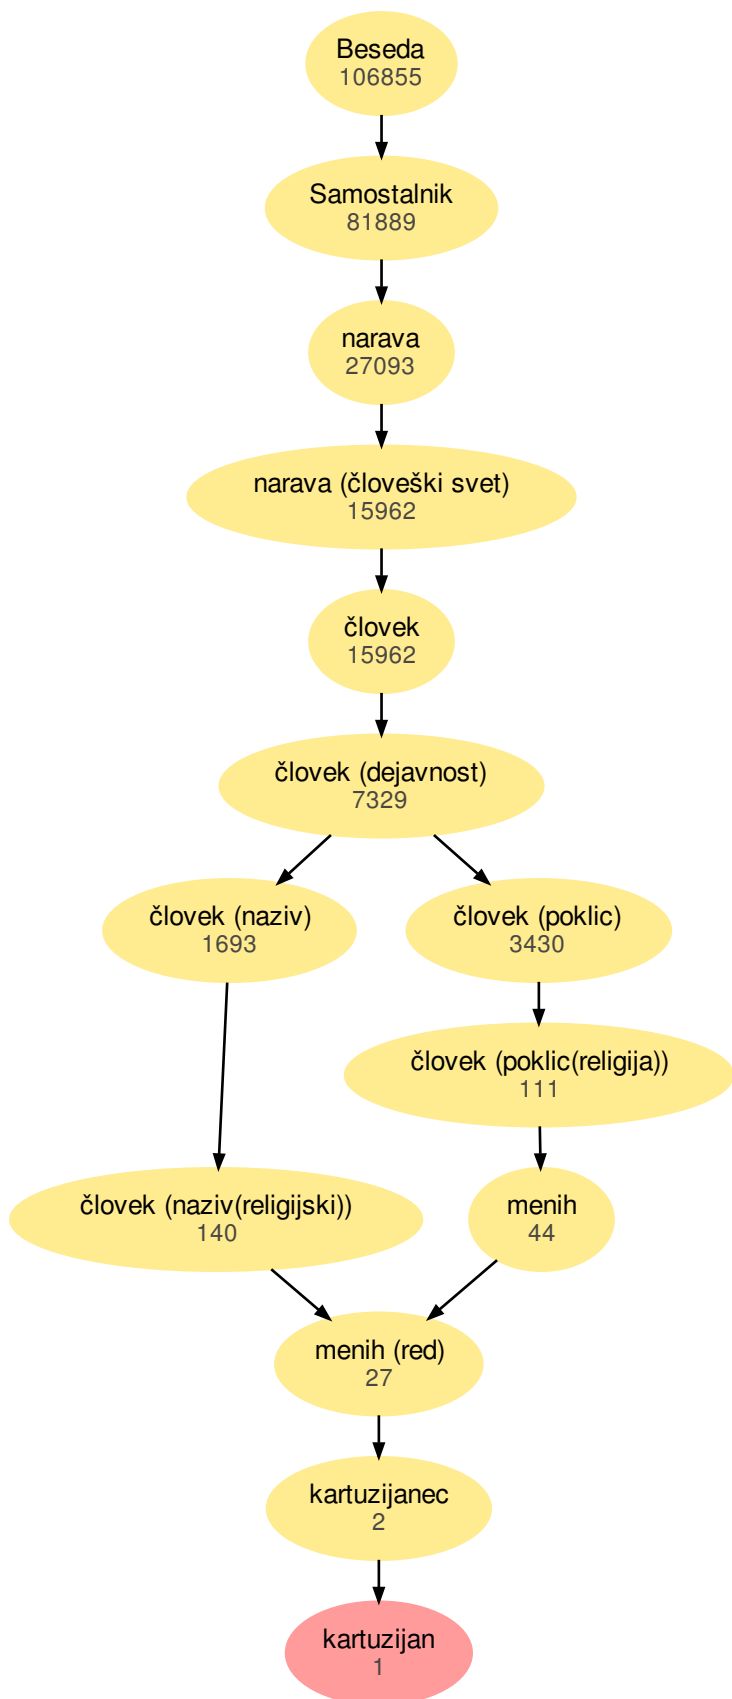 Beseda
106855
Samostalnik
81889
narava
27093
narava (človeški svet)
15962
človek
15962
človek (dejavnost)
7329
človek (naziv)
1693
človek (poklic)
3430
človek (poklic(religija))
111
človek (naziv(religijski))
140
menih
44
menih (red)
27
kartuzijanec
2
kartuzijan
1